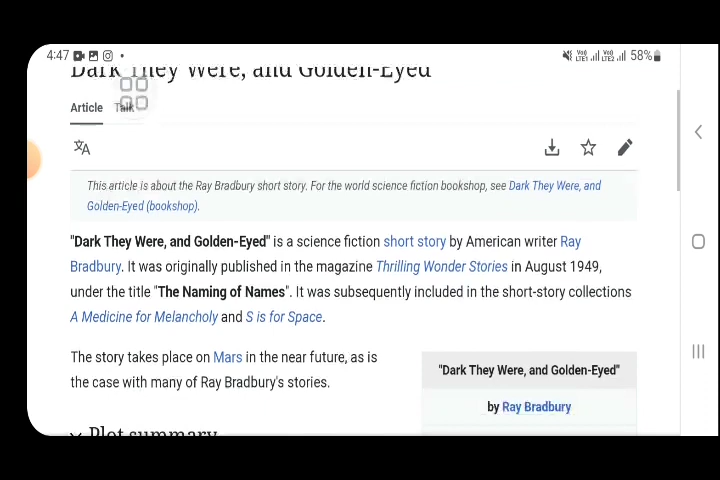 4:47
58%
Dark They Were, and Golden-Eyed
Article Talk
This article is about the Ray Bradbury short story. For the world science fiction bookshop, see Dark They Were, and
Golden-Eyed (bookshop).
"Dark They Were, and Golden-Eyed" is a science fiction short story by American writer Ray
Bradbury. It was originally published in the magazine Thrilling Wonder Stories in August 1949,
under the title "The Naming of Names". It was subsequently included in the short-story collections
A Medicine for Melancholy and S is for Space.
The story takes place on Mars in the near future, as is
the case with many of Ray Bradbury's stories.
"Dark They Were, and Golden-Eyed"
by Ray Bradbury
Plot summary